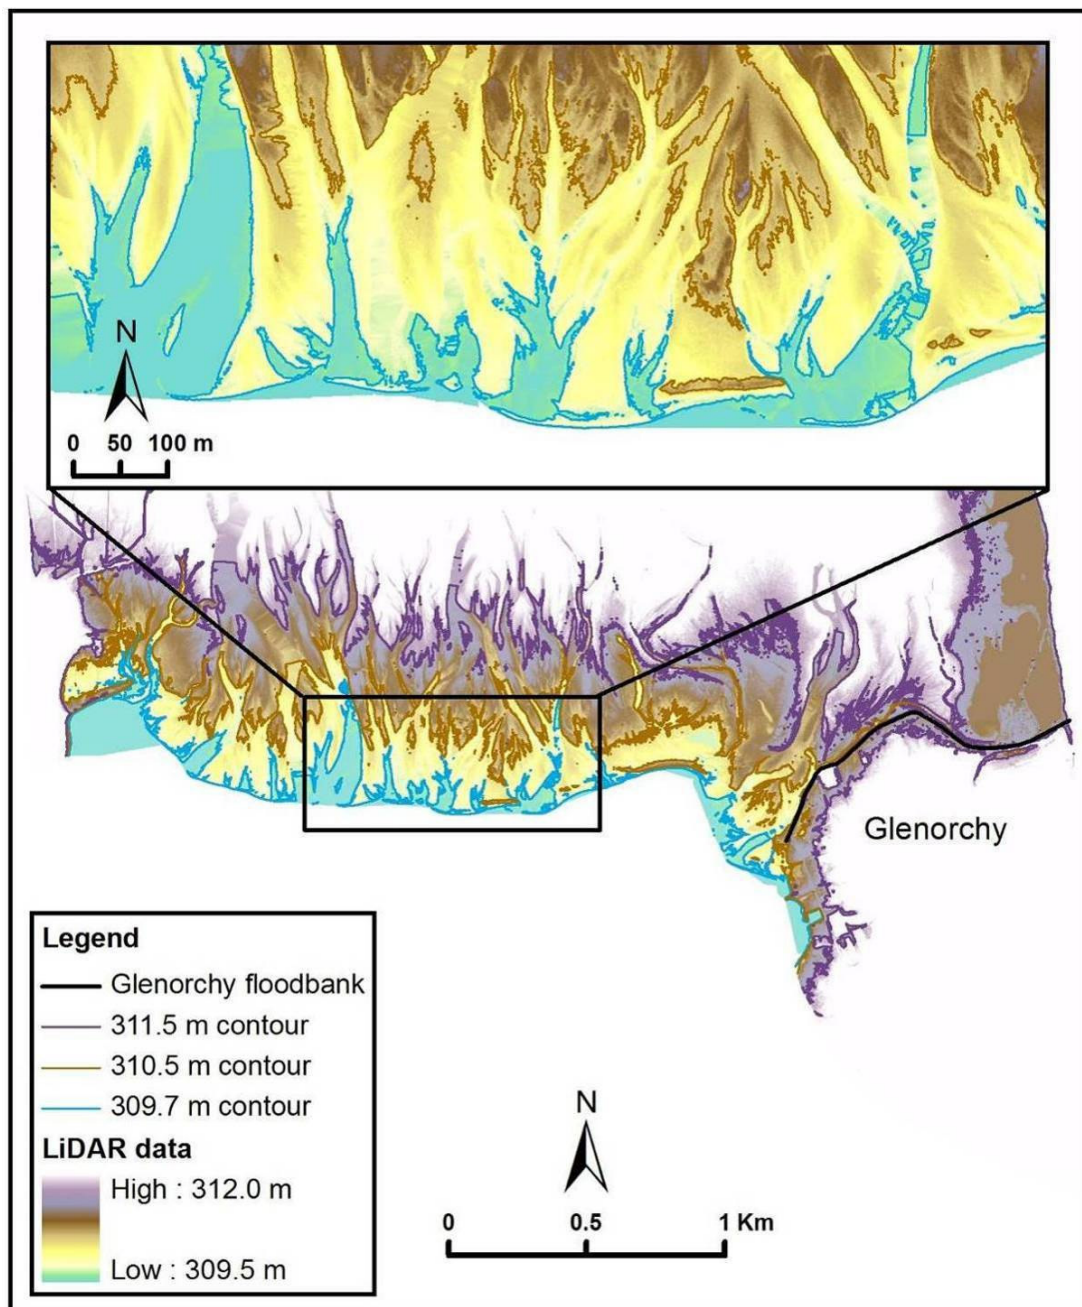 N
0 50 100 m
Glenorchy
Legend
Glenorchy floodbank
311.5 m contour
310.5 m contour
309.7 m contour
LiDAR data
High : 312.0 m
Low : 309.5 m
N
0 0.5 1 Km